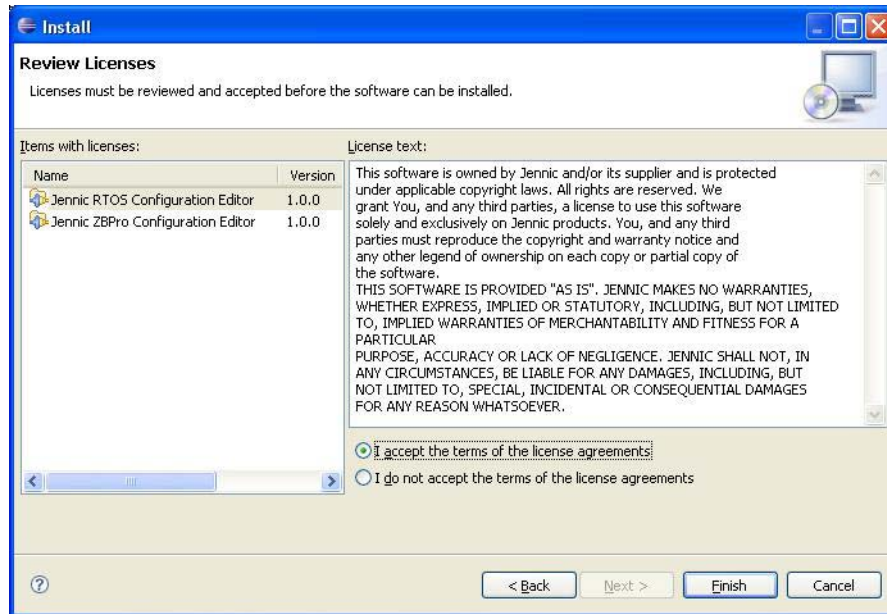 Install
Review Licenses
Licenses must be reviewed and accepted before the software can be installed.
Items with licenses:
Name Version
Jennic RTOS Configuration Editor 1.0.0
Jennic ZBPro Configuration Editor 1.0.0
License text:
This software is owned by Jennic and/or its supplier and is protected
under applicable copyright laws. All rights are reserved. We
grant You, and any third parties, a license to use this software
solely and exclusively on Jennic products. You, and any third
parties must reproduce the copyright and warranty notice and
any other legend of ownership on each copy or partial copy of
the software.
THIS SOFTWARE IS PROVIDED "AS IS". JENNIC MAKES NO WARRANTIES,
WHETHER EXPRESS, IMPLIED OR STATUTORY, INCLUDING, BUT NOT LIMITED
TO, IMPLIED WARRANTIES OF MERCHANTABILITY AND FITNESS FOR A
PARTICULAR
PURPOSE, ACCURACY OR LACK OF NEGLIGENCE. JENNIC SHALL NOT, IN
ANY CIRCUMSTANCES, BE LIABLE FOR ANY DAMAGES, INCLUDING, BUT
NOT LIMITED TO, SPECIAL, INCIDENTAL OR CONSEQUENTIAL DAMAGES
FOR ANY REASON WHATSOEVER.
I accept the terms of the license agreements
I do not accept the terms of the license agreements
? < Back Next > Finish Cancel